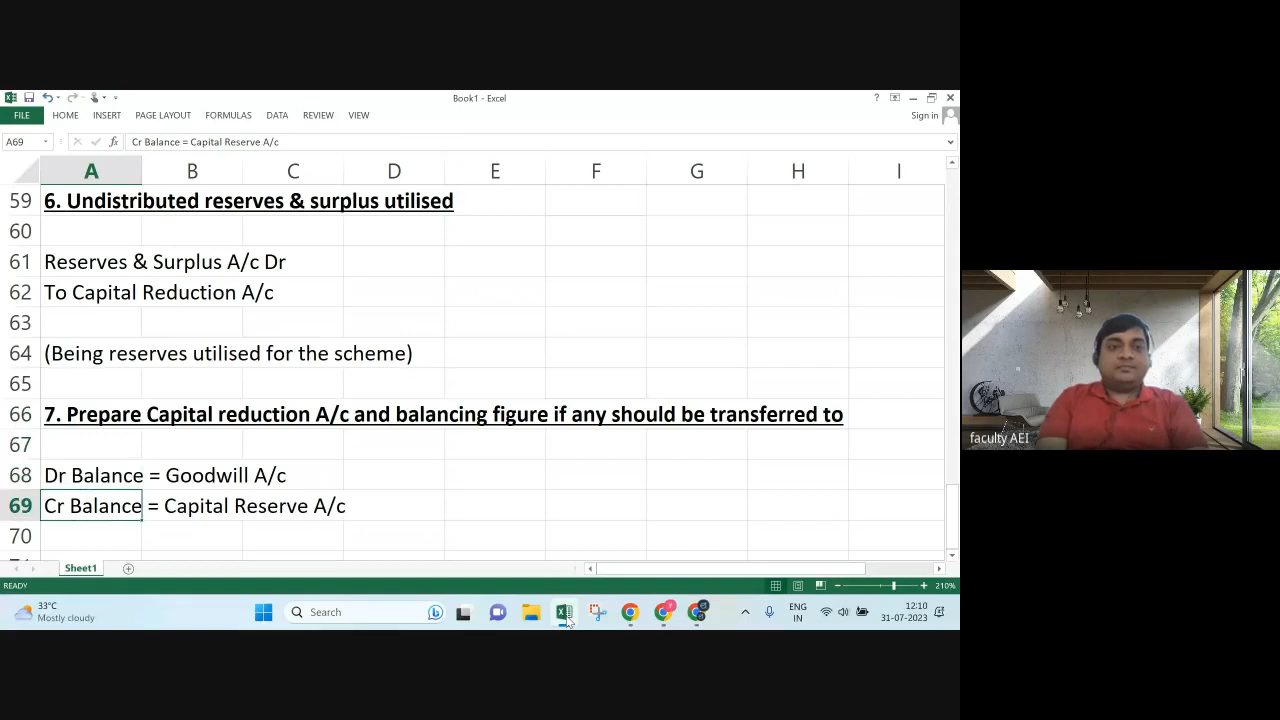 Book1 - Excel
FILE HOME INSERT PAGE LAYOUT FORMULAS DATA REVIEW VIEW Sign in
A69 fx Cr Balance = Capital Reserve A/c
A B C D E F G H I
59 6. Undistributed reserves & surplus utilised
60
61 Reserves & Surplus A/c Dr
62 To Capital Reduction A/c
63
64 (Being reserves utilised for the scheme)
65
66 7. Prepare Capital reduction A/c and balancing figure if any should be transferred to
67
68 Dr Balance = Goodwill A/c
69 Cr Balance = Capital Reserve A/c
70
Sheet1
READY 210%
33°C
Mostly cloudy
Search
ENG
IN
12:10
31-07-2023
faculty AEI